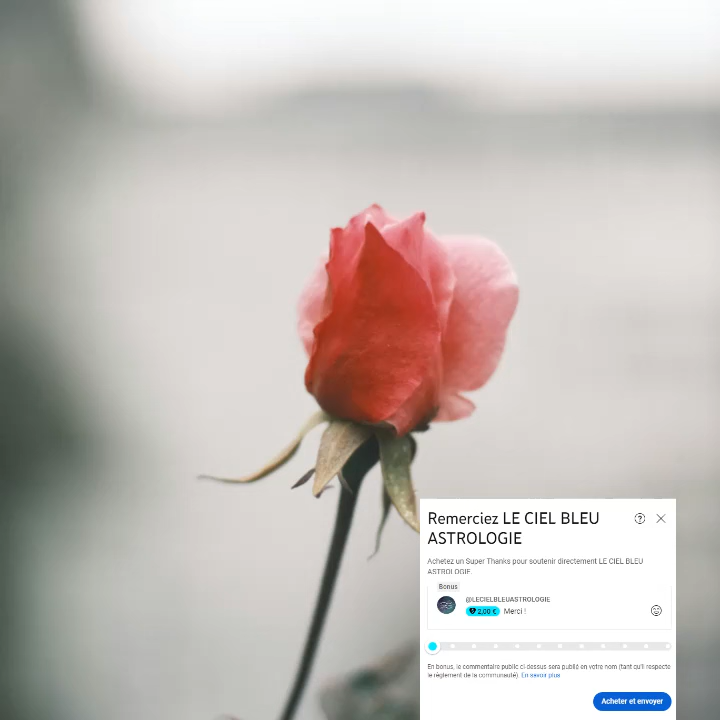 Remerciez LE CIEL BLEU
ASTROLOGIE
Achetez un Super Thanks pour soutenir directement LE CIEL BLEU
ASTROLOGIE.
Bonus
@LECIELBLEUASTROLOGIE
2,00 € Merci !
En bonus, le commentaire public ci-dessus sera publié en votre nom (tant qu'il respecte
le règlement de la communauté). En savoir plus
Acheter et envoyer